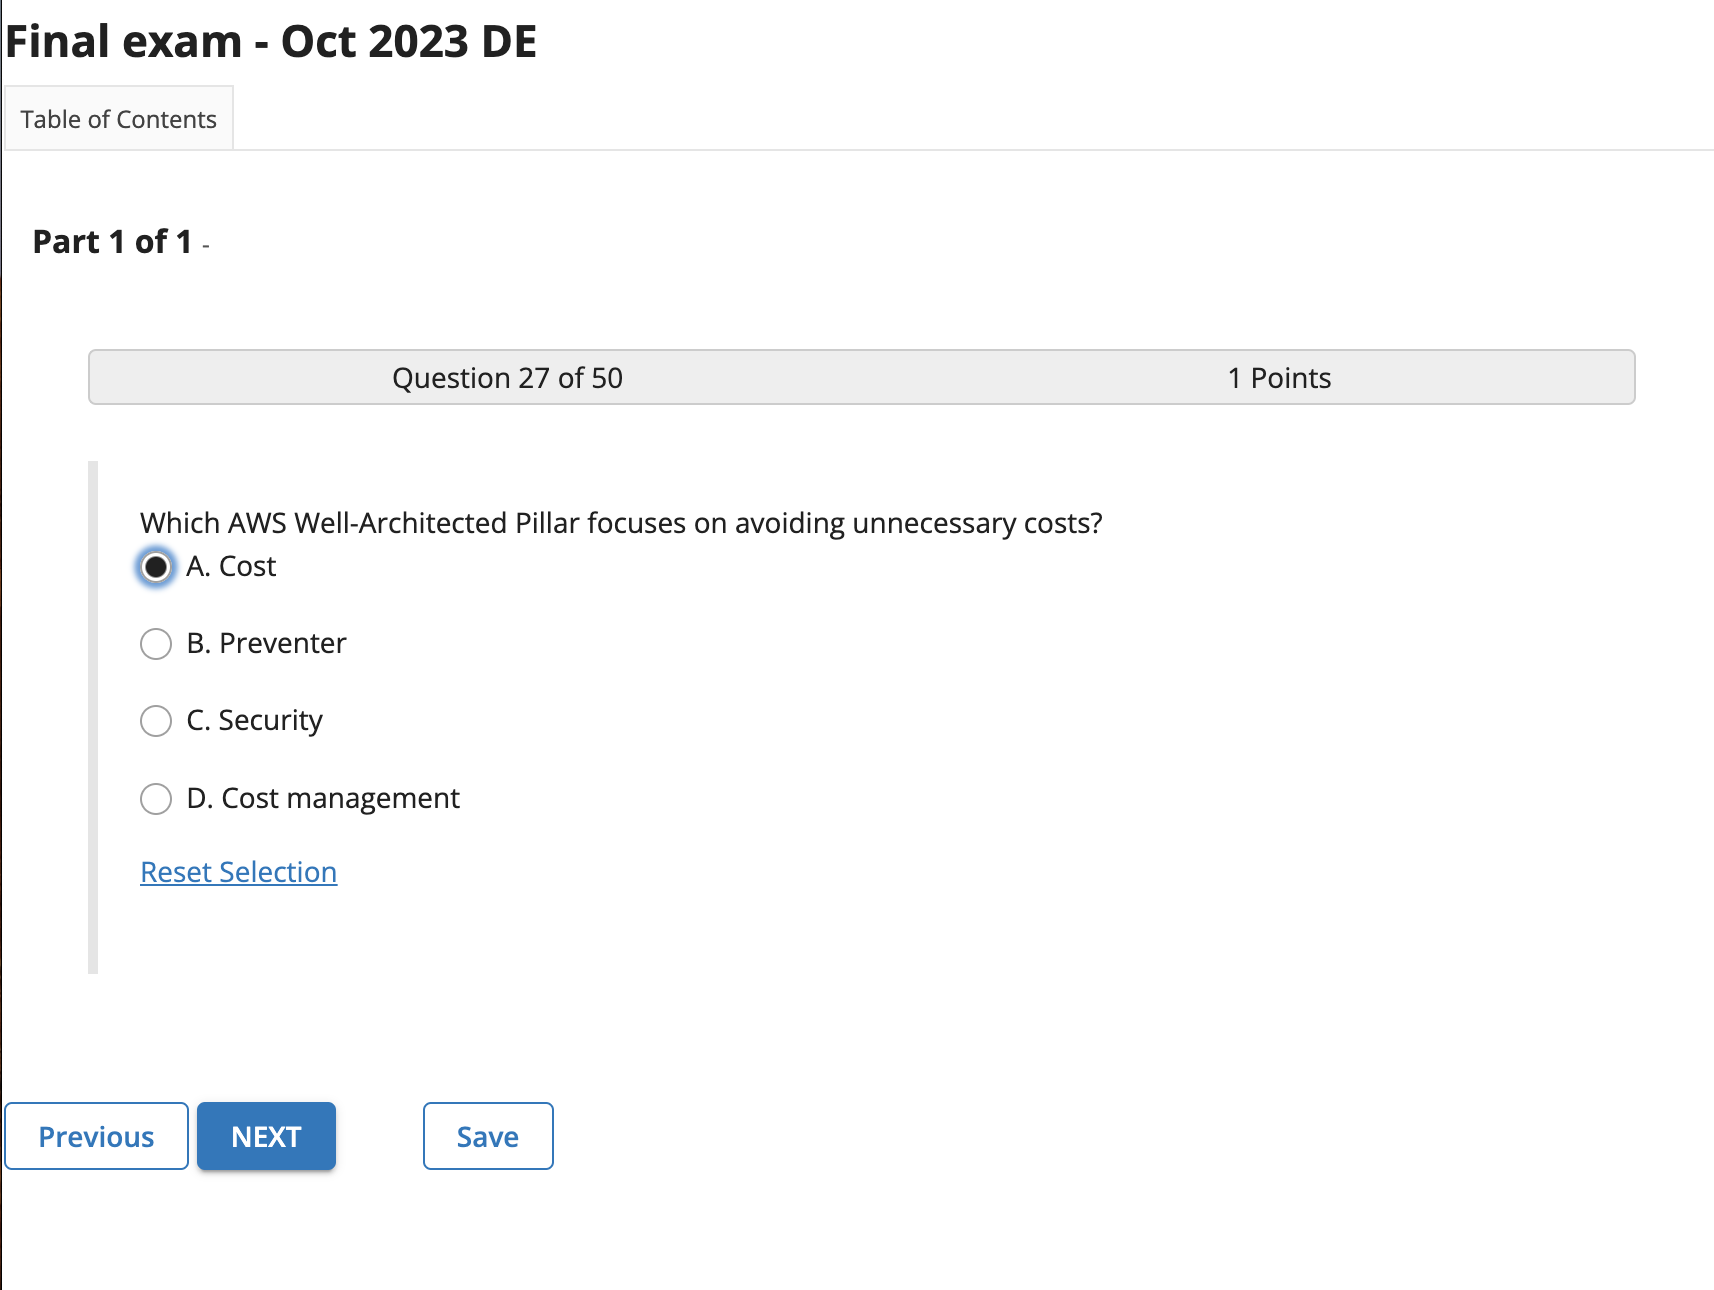 Final exam - Oct 2023 DE
Table of Contents
Part 1 of 1 -
Question 27 of 50 1 Points
Which AWS Well-Architected Pillar focuses on avoiding unnecessary costs?
A. Cost
B. Preventer
C. Security
D. Cost management
Reset Selection
Previous NEXT Save